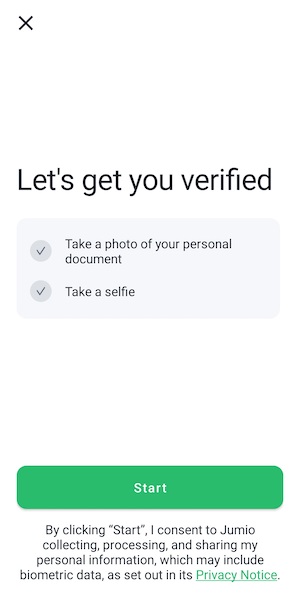 Let's get you verified
Take a photo of your personal
document
Take a selfie
Start
By clicking “Start”, I consent to Jumio
collecting, processing, and sharing my
personal information, which may include
biometric data, as set out in its Privacy Notice.